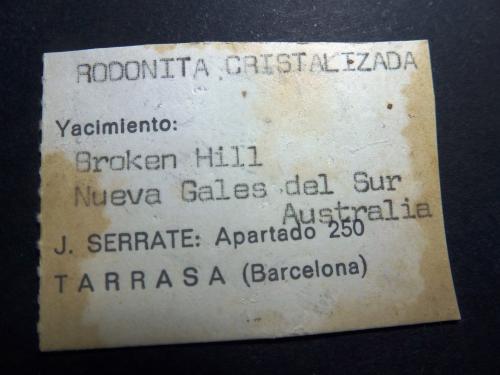 RODONITA CRISTALIZADA
Yacimiento:
Broken Hill
Nueva Gales del Sur
Australia
J. SERRATE: Apartado 250
TARRASA (Barcelona)